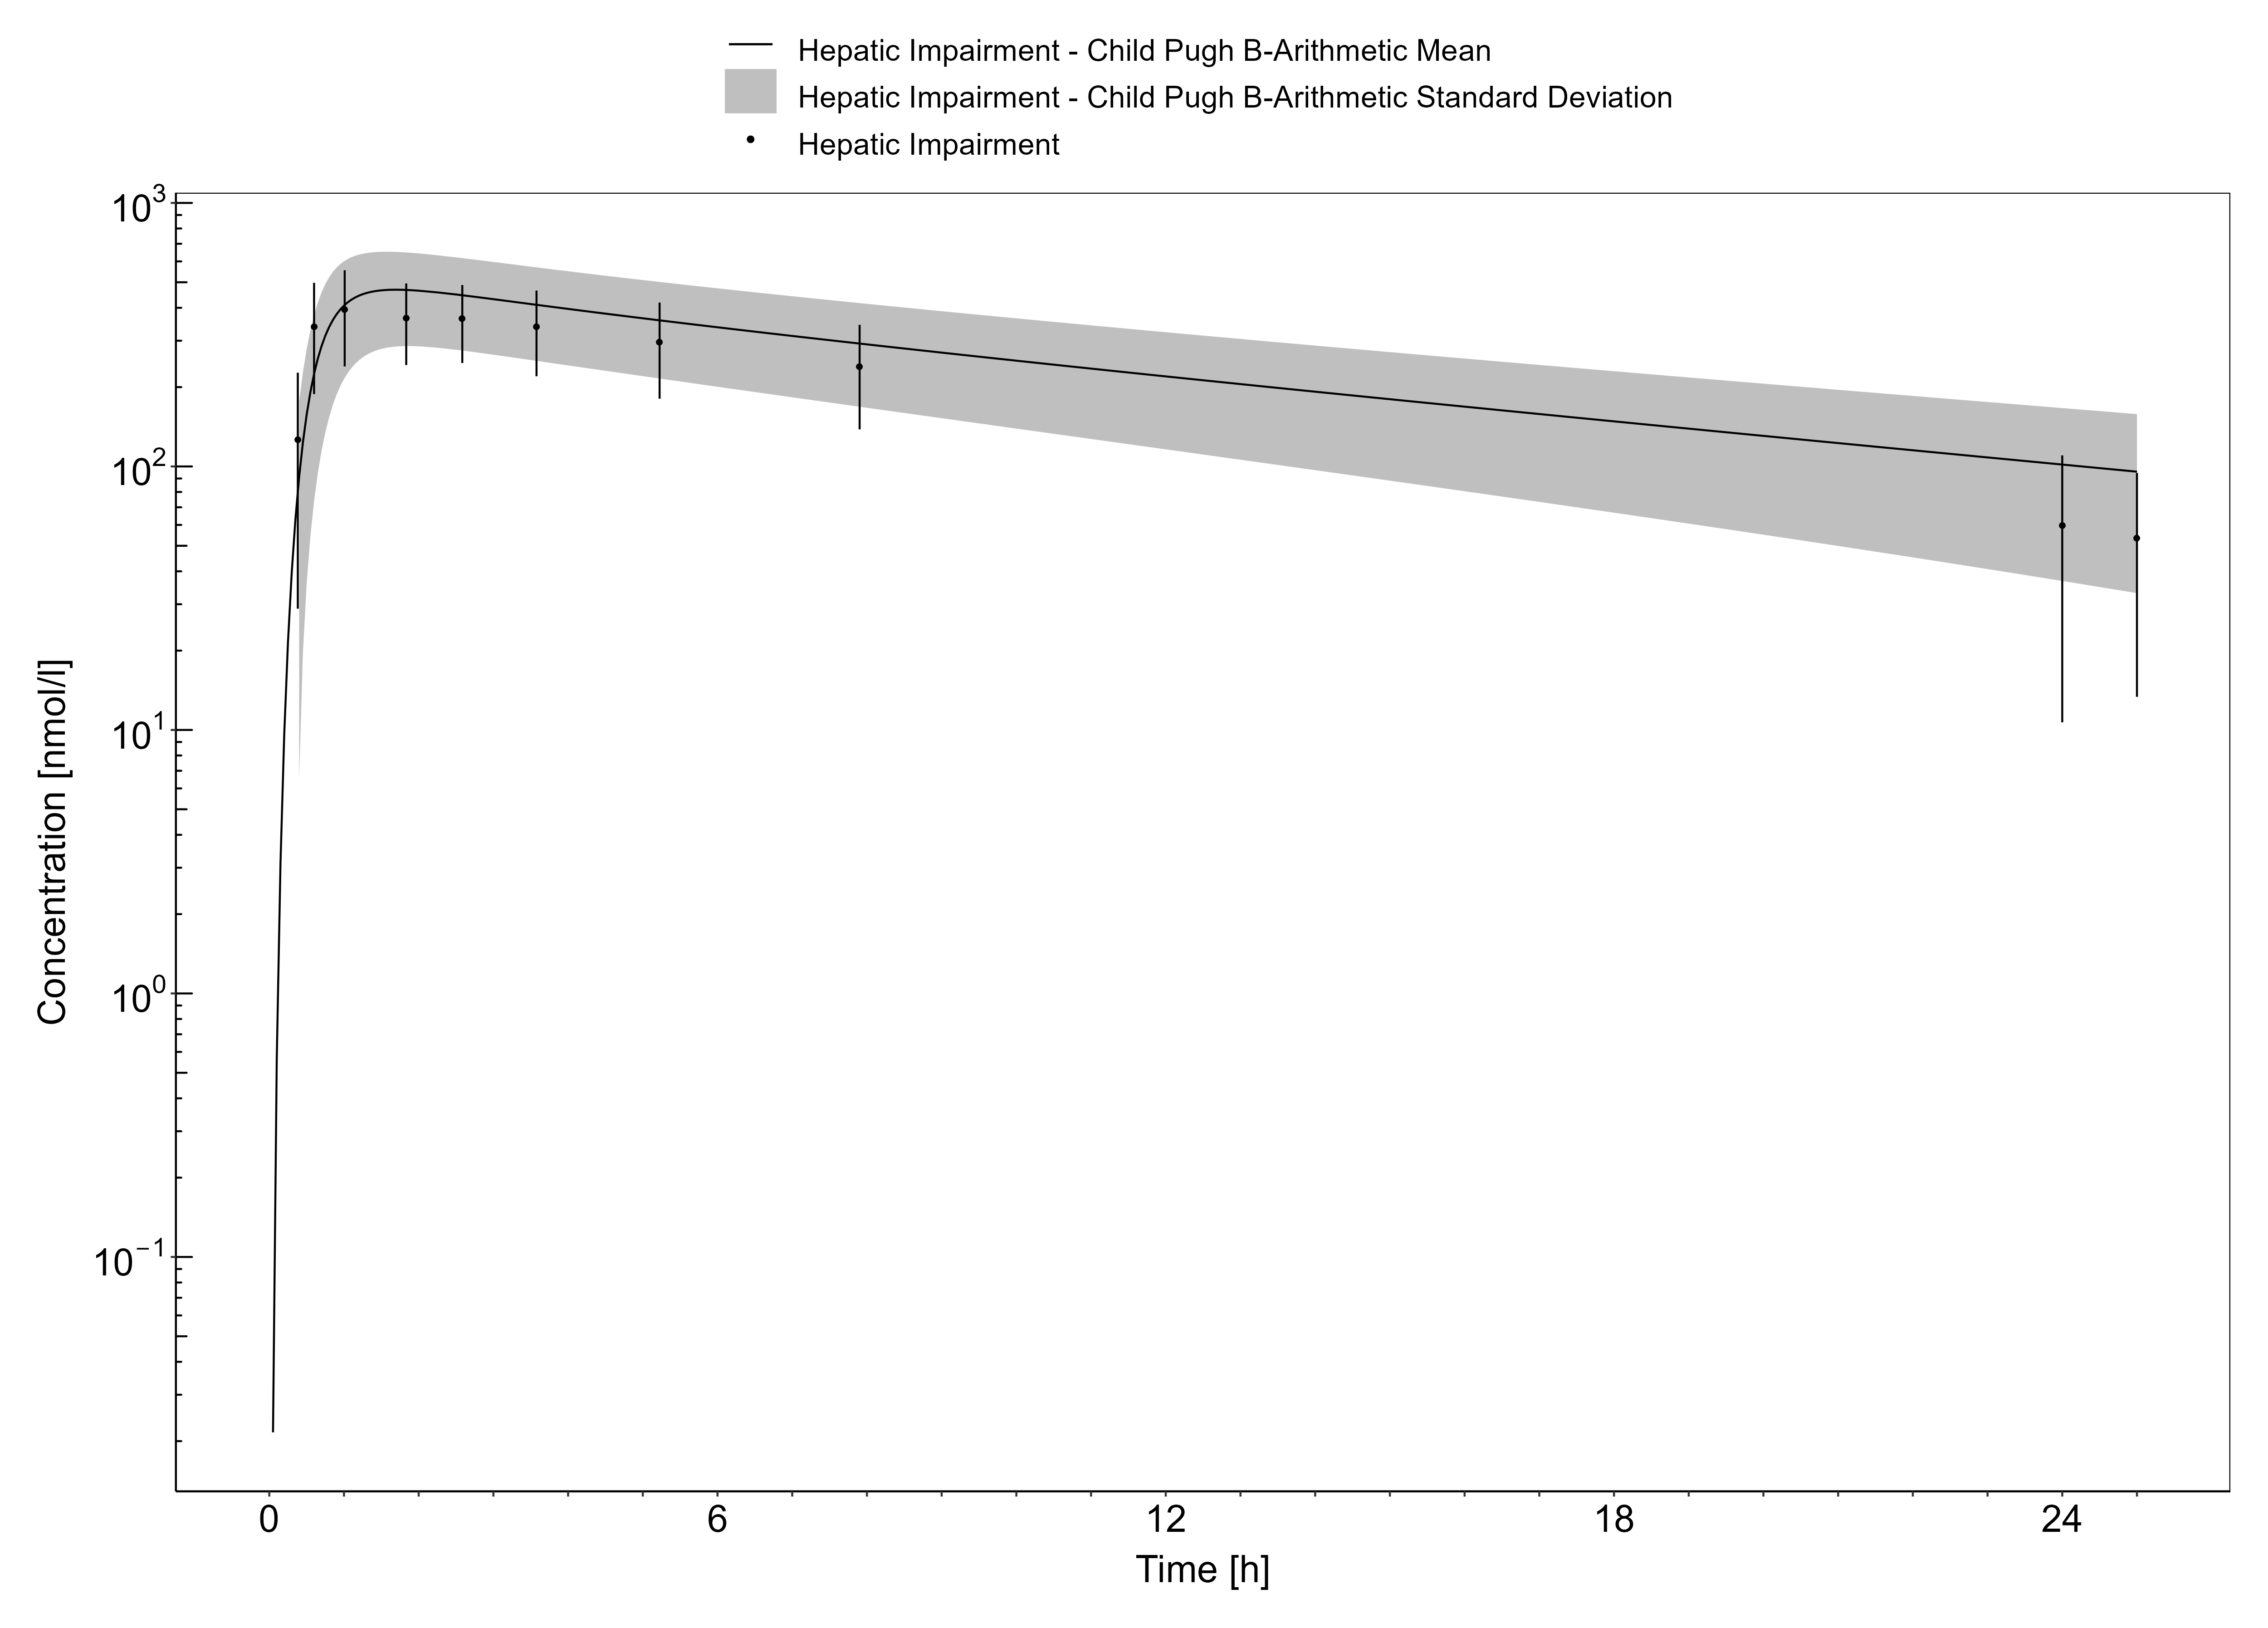 Hepatic Impairment - Child Pugh B-Arithmetic Mean
Hepatic Impairment - Child Pugh B-Arithmetic Standard Deviation
Hepatic Impairment
10³
10²
10¹
10⁰
10⁻¹
Concentration [nmol/l]
0 6 12 18 24
Time [h]